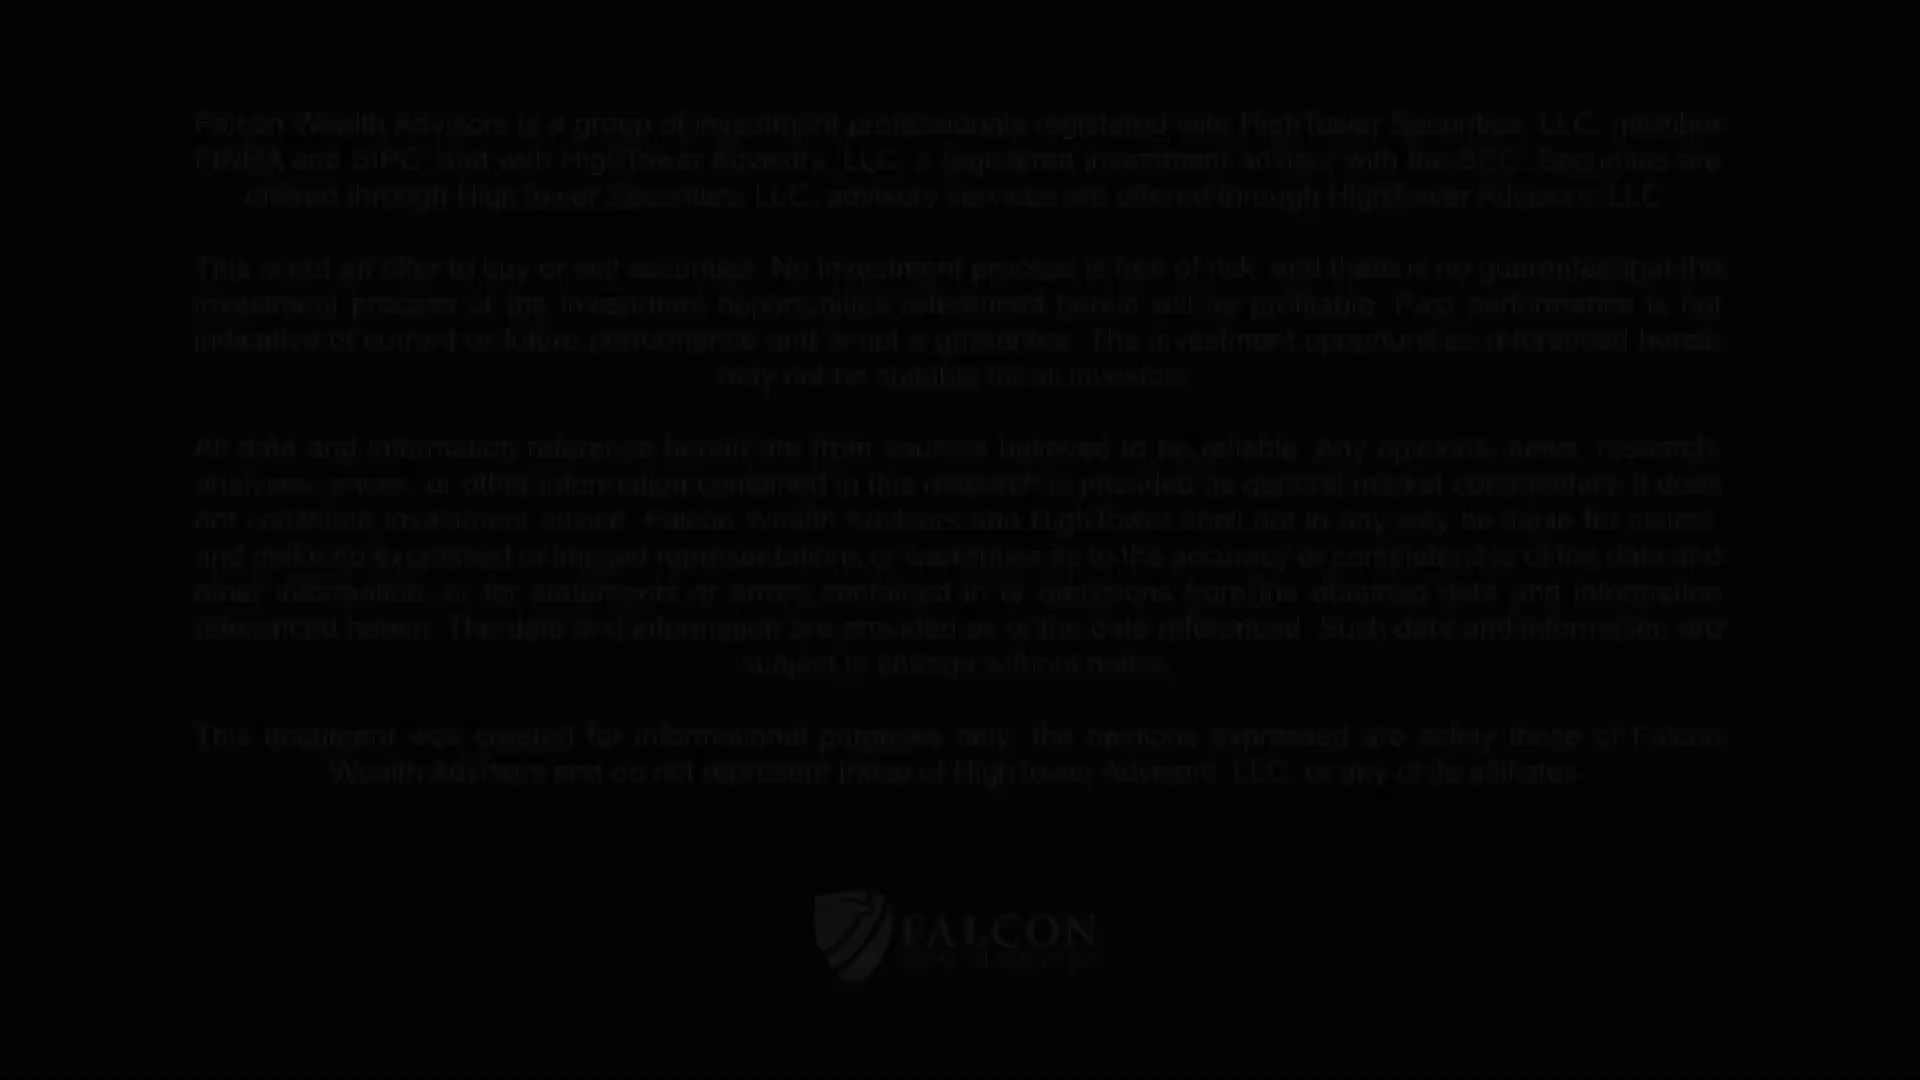 Falcon Wealth Advisors is a group of investment professionals registered with HighTower Securities, LLC, member
FINRA and SIPC, and with HighTower Advisors, LLC, a registered investment advisor with the SEC. Securities are
offered through HighTower Securities, LLC; advisory services are offered through HighTower Advisors, LLC.
This is not an offer to buy or sell securities. No investment process is free of risk, and there is no guarantee that the
investment process or the investment opportunities referenced herein will be profitable. Past performance is not
indicative of current or future performance and is not a guarantee. The investment opportunities referenced herein
may not be suitable for all investors.
All data and information reference herein are from sources believed to be reliable. Any opinions, news, research,
analyses, prices, or other information contained in this research is provided as general market commentary, it does
not constitute investment advice. Falcon Wealth Advisors and HighTower shall not in any way be liable for claims,
and make no expressed or implied representations or warranties as to the accuracy or completeness of the data and
other information, or for statements or errors contained in or omissions from the obtained data and information
referenced herein. The data and information are provided as of the date referenced. Such data and information are
subject to change without notice.
This document was created for informational purposes only; the opinions expressed are solely those of Falcon
Wealth Advisors and do not represent those of HighTower Advisors, LLC, or any of its affiliates.
FALCON